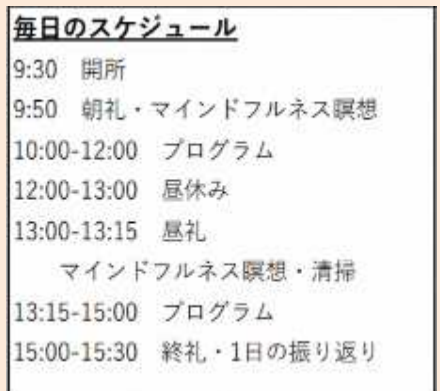 毎日のスケジュール
9:30 開所
9:50 朝礼・マインドフルネス瞑想
10:00-12:00 プログラム
12:00-13:00 昼休み
13:00-13:15 昼礼
マインドフルネス瞑想・清掃
13:15-15:00 プログラム
15:00-15:30 終礼・1日の振り返り